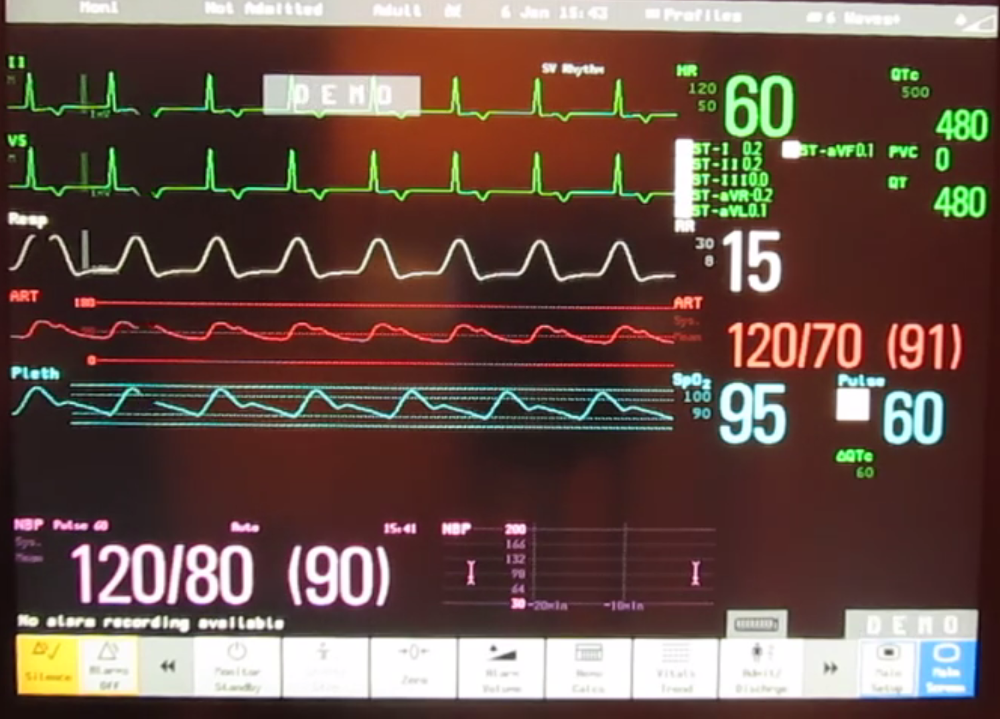 Mon1 Not Admitted Adult 6 Jan 15:43 Profiles 6 Waves+
II
M
1mV
DEMO
SV Rhythm
HR
120
50
60
QTc
500
480
V5
M
1mV
ST-I 0.2
ST-II 0.2
ST-III 0.0
ST-aVR-0.2
ST-aVL 0.1
ST-aVF 0.1
PVC 0
QT
480
Resp
RR
30
8
15
ART
180
0
ART
Sys.
Mean
120/70 (91)
Pleth
SpO₂
100
90
95
Pulse
60
ΔQTc
60
NBP Pulse 60 Auto 15:41
Sys.
Mean
120/80 (90)
NBP
200
166
132
98
64
30
-20min -10min
No alarm recording available
DEMO
Silence
Alarms
OFF
Monitor
Standby
Zero
Alarm
Volume
Hemo
Calcs
Vitals
Trend
Admit/
Dischrge
Main
Setup
Main
Screen